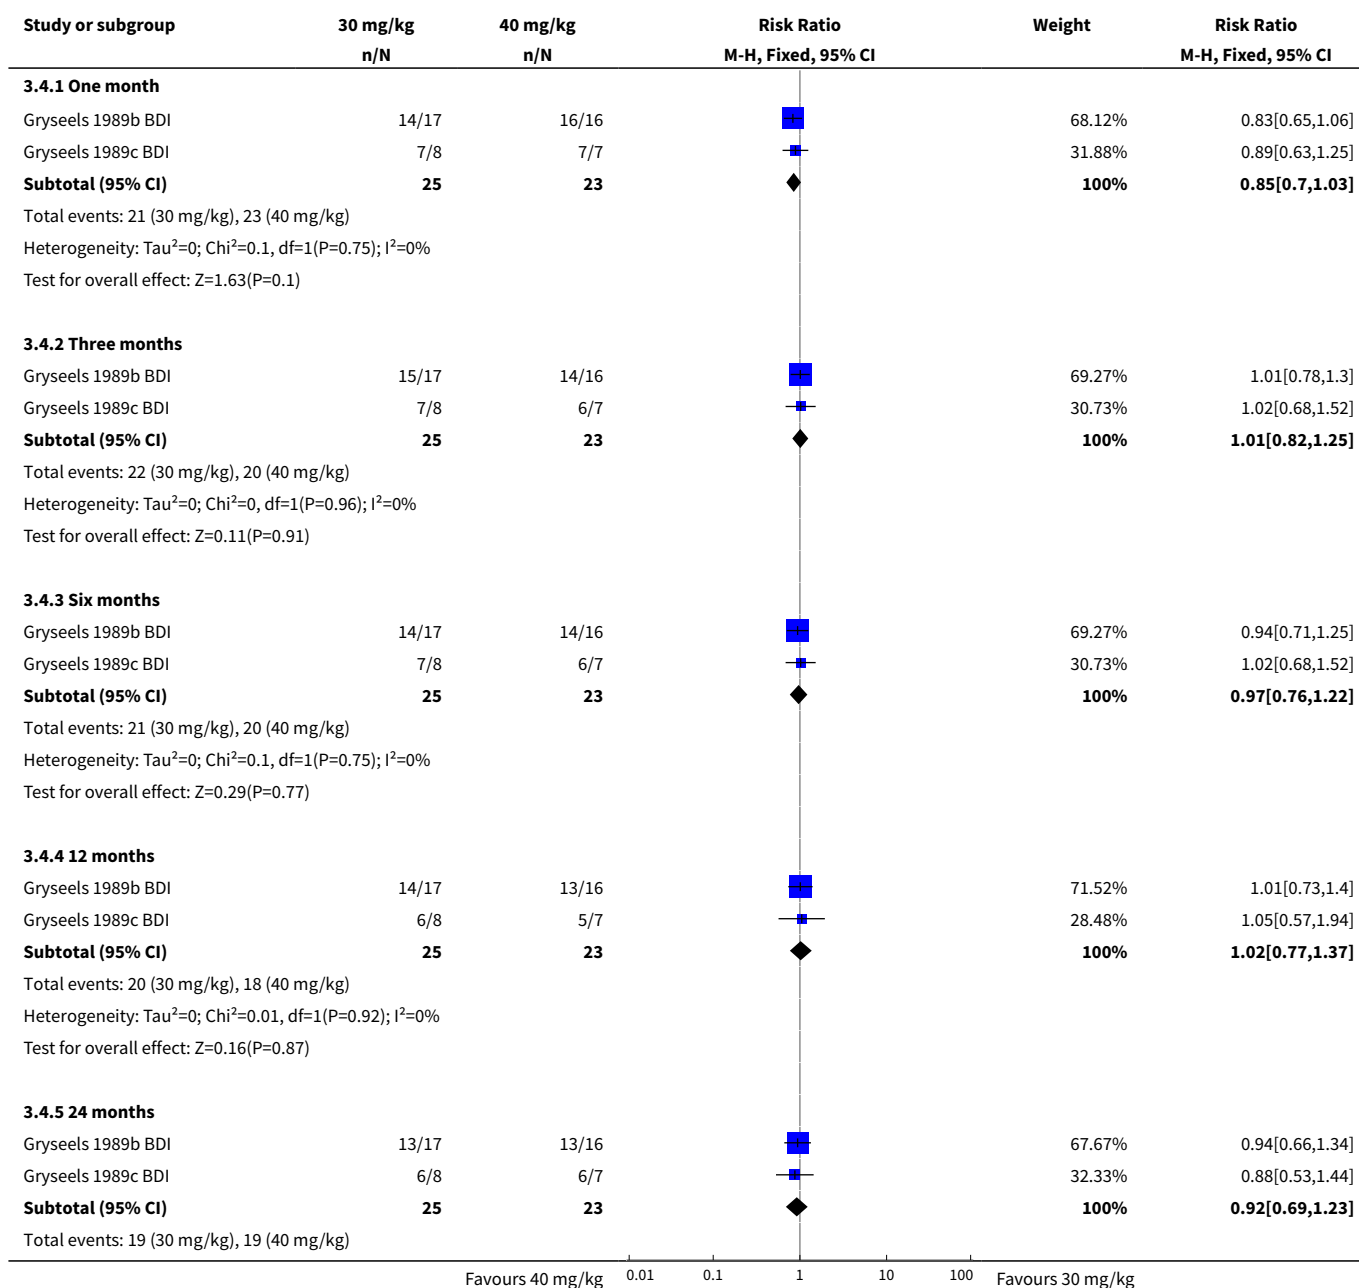 Study or subgroup 30 mg/kg 40 mg/kg Risk Ratio Weight Risk Ratio
n/N n/N M-H, Fixed, 95% CI M-H, Fixed, 95% CI
3.4.1 One month
Gryseels 1989b BDI 14/17 16/16 68.12% 0.83[0.65,1.06]
Gryseels 1989c BDI 7/8 7/7 31.88% 0.89[0.63,1.25]
Subtotal (95% CI) 25 23 100% 0.85[0.7,1.03]
Total events: 21 (30 mg/kg), 23 (40 mg/kg)
Heterogeneity: Tau²=0; Chi²=0.1, df=1(P=0.75); I²=0%
Test for overall effect: Z=1.63(P=0.1)
3.4.2 Three months
Gryseels 1989b BDI 15/17 14/16 69.27% 1.01[0.78,1.3]
Gryseels 1989c BDI 7/8 6/7 30.73% 1.02[0.68,1.52]
Subtotal (95% CI) 25 23 100% 1.01[0.82,1.25]
Total events: 22 (30 mg/kg), 20 (40 mg/kg)
Heterogeneity: Tau²=0; Chi²=0, df=1(P=0.96); I²=0%
Test for overall effect: Z=0.11(P=0.91)
3.4.3 Six months
Gryseels 1989b BDI 14/17 14/16 69.27% 0.94[0.71,1.25]
Gryseels 1989c BDI 7/8 6/7 30.73% 1.02[0.68,1.52]
Subtotal (95% CI) 25 23 100% 0.97[0.76,1.22]
Total events: 21 (30 mg/kg), 20 (40 mg/kg)
Heterogeneity: Tau²=0; Chi²=0.1, df=1(P=0.75); I²=0%
Test for overall effect: Z=0.29(P=0.77)
3.4.4 12 months
Gryseels 1989b BDI 14/17 13/16 71.52% 1.01[0.73,1.4]
Gryseels 1989c BDI 6/8 5/7 28.48% 1.05[0.57,1.94]
Subtotal (95% CI) 25 23 100% 1.02[0.77,1.37]
Total events: 20 (30 mg/kg), 18 (40 mg/kg)
Heterogeneity: Tau²=0; Chi²=0.01, df=1(P=0.92); I²=0%
Test for overall effect: Z=0.16(P=0.87)
3.4.5 24 months
Gryseels 1989b BDI 13/17 13/16 67.67% 0.94[0.66,1.34]
Gryseels 1989c BDI 6/8 6/7 32.33% 0.88[0.53,1.44]
Subtotal (95% CI) 25 23 100% 0.92[0.69,1.23]
Total events: 19 (30 mg/kg), 19 (40 mg/kg)
Favours 40 mg/kg 0.01 0.1 1 10 100 Favours 30 mg/kg